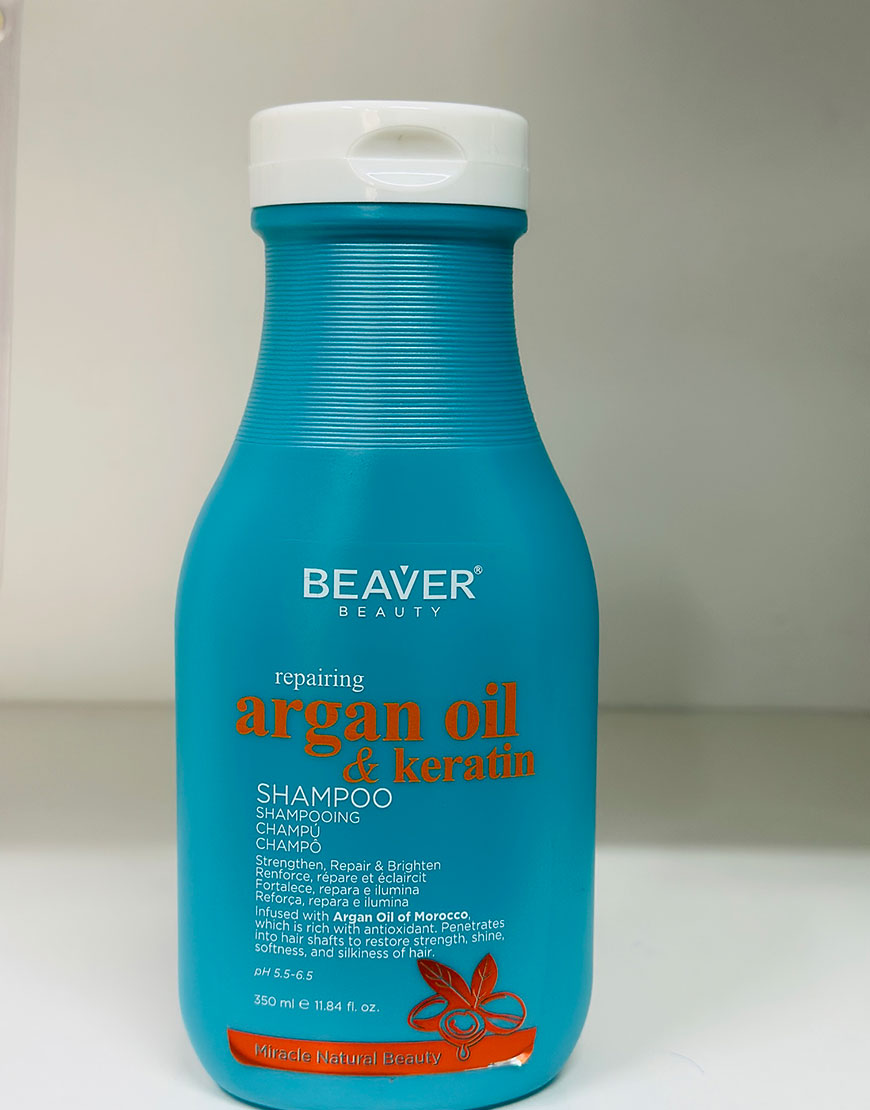 BEAVER®
BEAUTY
repairing
argan oil
& keratin
SHAMPOO
SHAMPOOING
CHAMPÚ
CHAMPÔ
Strengthen, Repair & Brighten
Renforce, répare et éclaircit
Fortalece, repara e ilumina
Reforça, repara e ilumina
Infused with Argan Oil of Morocco,
which is rich with antioxidant. Penetrates
into hair shafts to restore strength, shine,
softness, and silkiness of hair.
pH 5.5-6.5
350 ml ℮ 11.84 fl. oz.
Miracle Natural Beauty